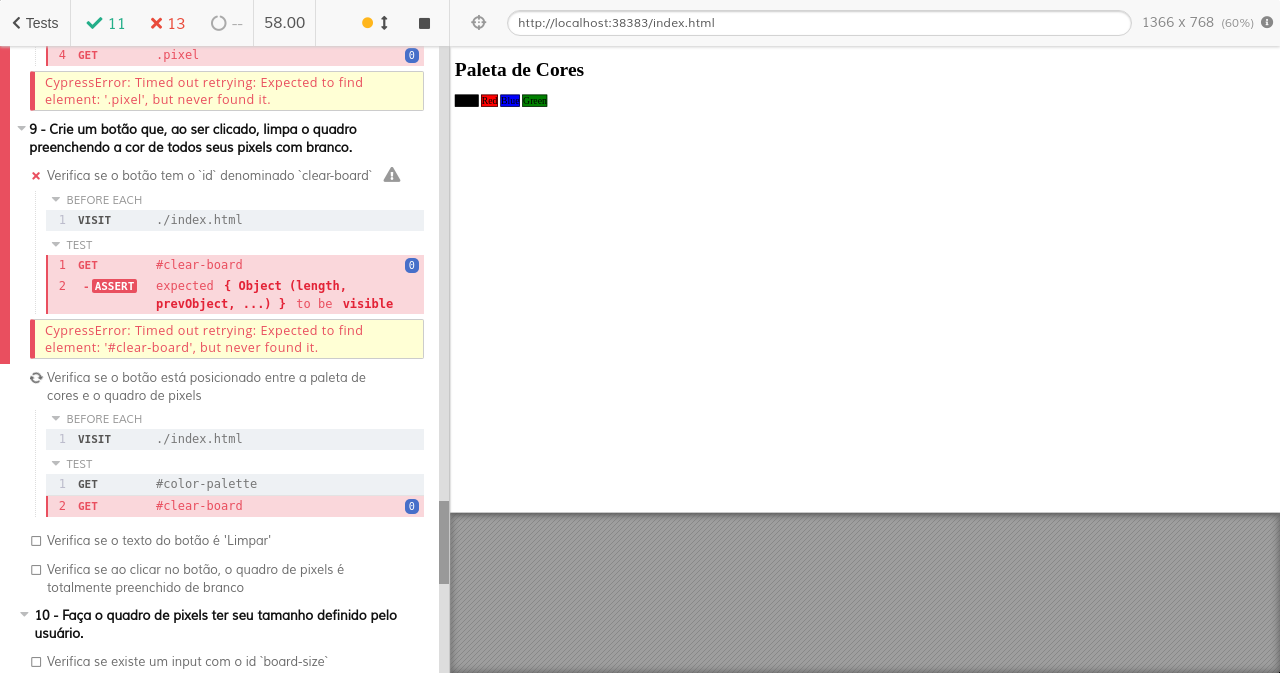 Tests
11
13
--
58.00
http://localhost:38383/index.html
1366 x 768 (60%)
4 GET .pixel 0
CypressError: Timed out retrying: Expected to find
element: '.pixel', but never found it.
9 - Crie um botão que, ao ser clicado, limpa o quadro
preenchendo a cor de todos seus pixels com branco.
Verifica se o botão tem o `id` denominado `clear-board`
BEFORE EACH
1 VISIT ./index.html
TEST
1 GET #clear-board 0
2 -ASSERT expected { Object (length,
prevObject, ...) } to be visible
CypressError: Timed out retrying: Expected to find
element: '#clear-board', but never found it.
Verifica se o botão está posicionado entre a paleta de
cores e o quadro de pixels
BEFORE EACH
1 VISIT ./index.html
TEST
1 GET #color-palette
2 GET #clear-board 0
Verifica se o texto do botão é 'Limpar'
Verifica se ao clicar no botão, o quadro de pixels é
totalmente preenchido de branco
10 - Faça o quadro de pixels ter seu tamanho definido pelo
usuário.
Verifica se existe um input com o id `board-size`
Paleta de Cores
Red Blue Green